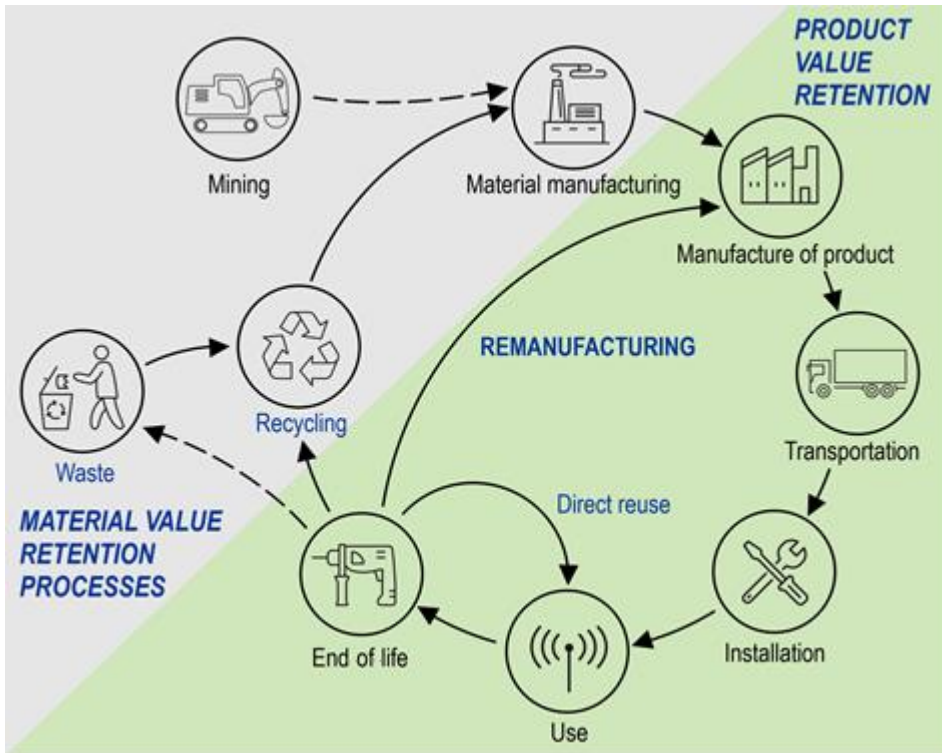 PRODUCT
VALUE
RETENTION
Mining
Material manufacturing
Manufacture of product
REMANUFACTURING
Recycling
Transportation
Waste
Direct reuse
MATERIAL VALUE
RETENTION
PROCESSES
End of life
Installation
Use